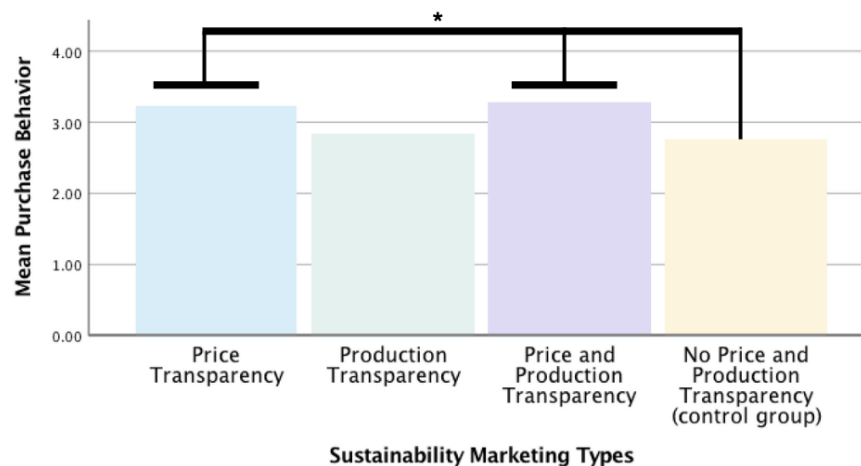 *
4.00
3.00
2.00
1.00
0.00
Mean Purchase Behavior
Price
Transparency
Production
Transparency
Price and
Production
Transparency
No Price and
Production
Transparency
(control group)
Sustainability Marketing Types